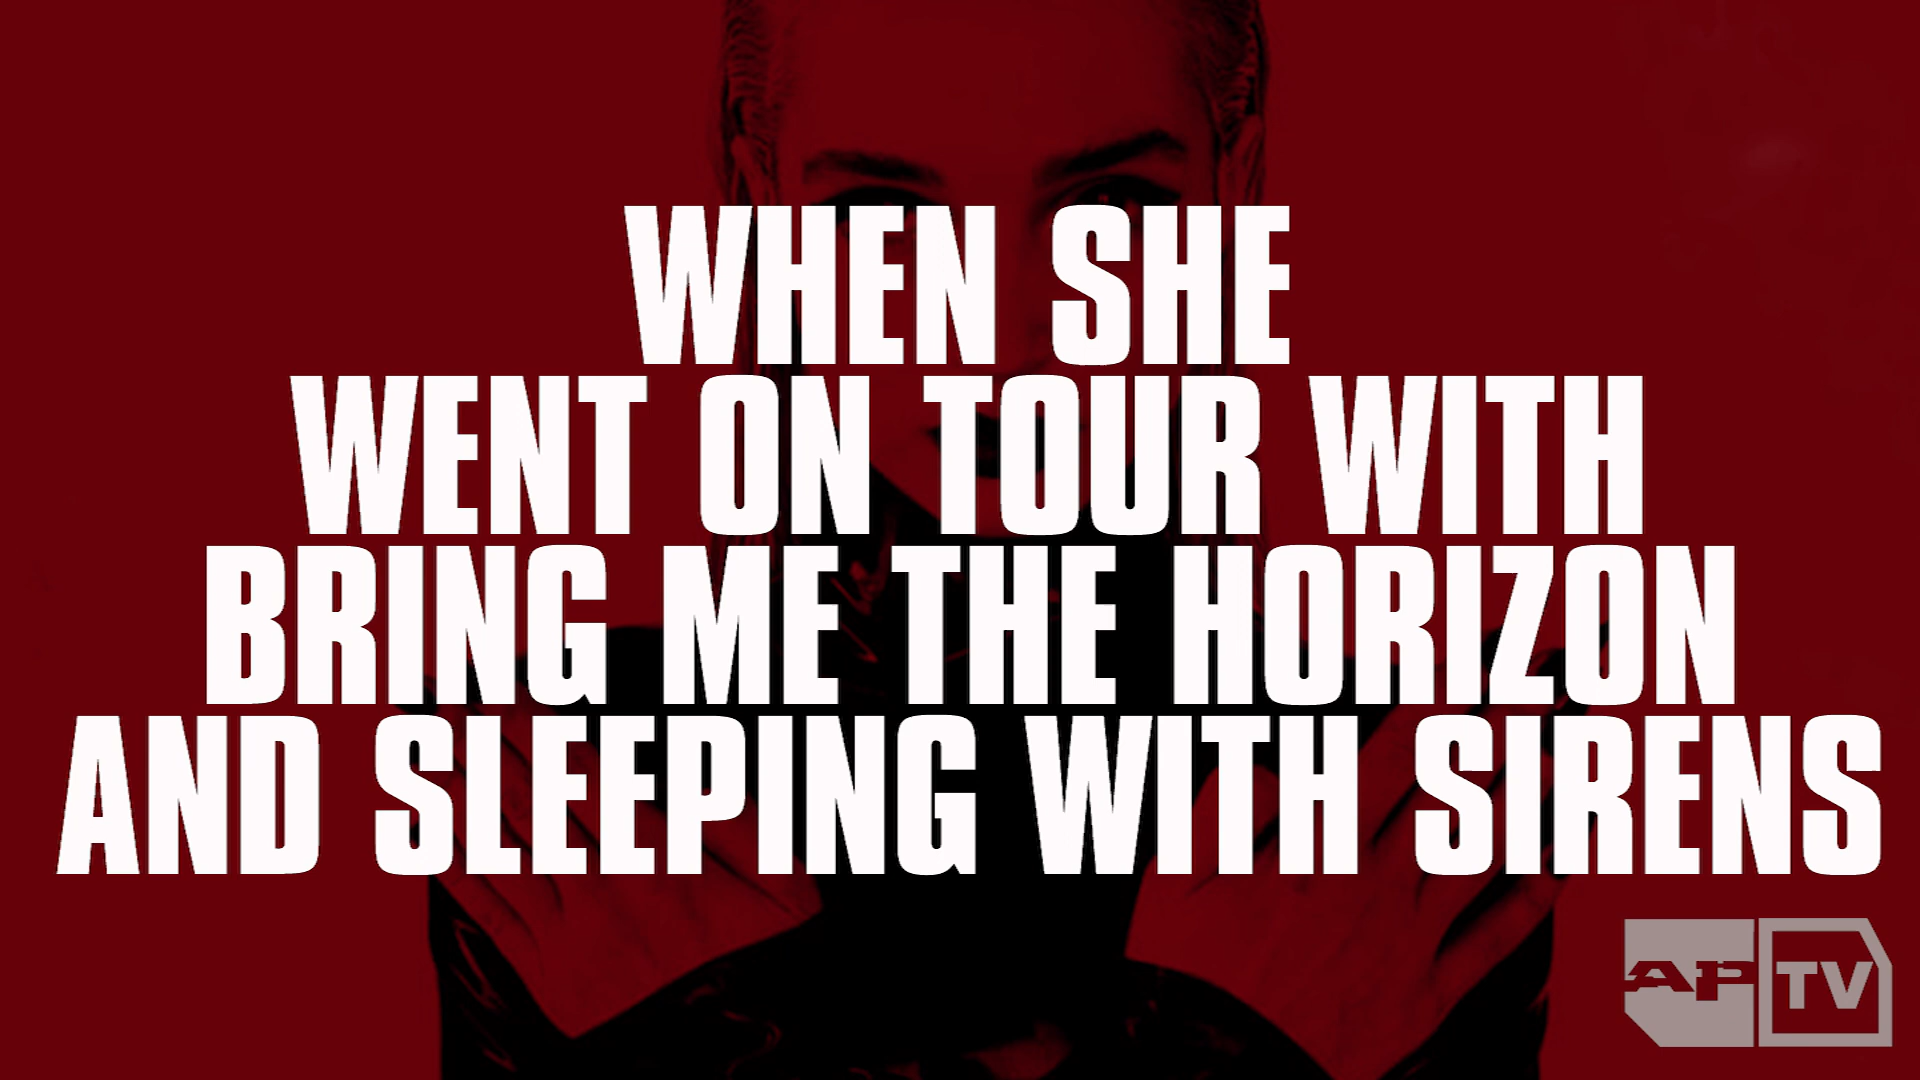 WHEN SHE
WENT ON TOUR WITH
BRING ME THE HORIZON
AND SLEEPING WITH SIRENS
AP TV